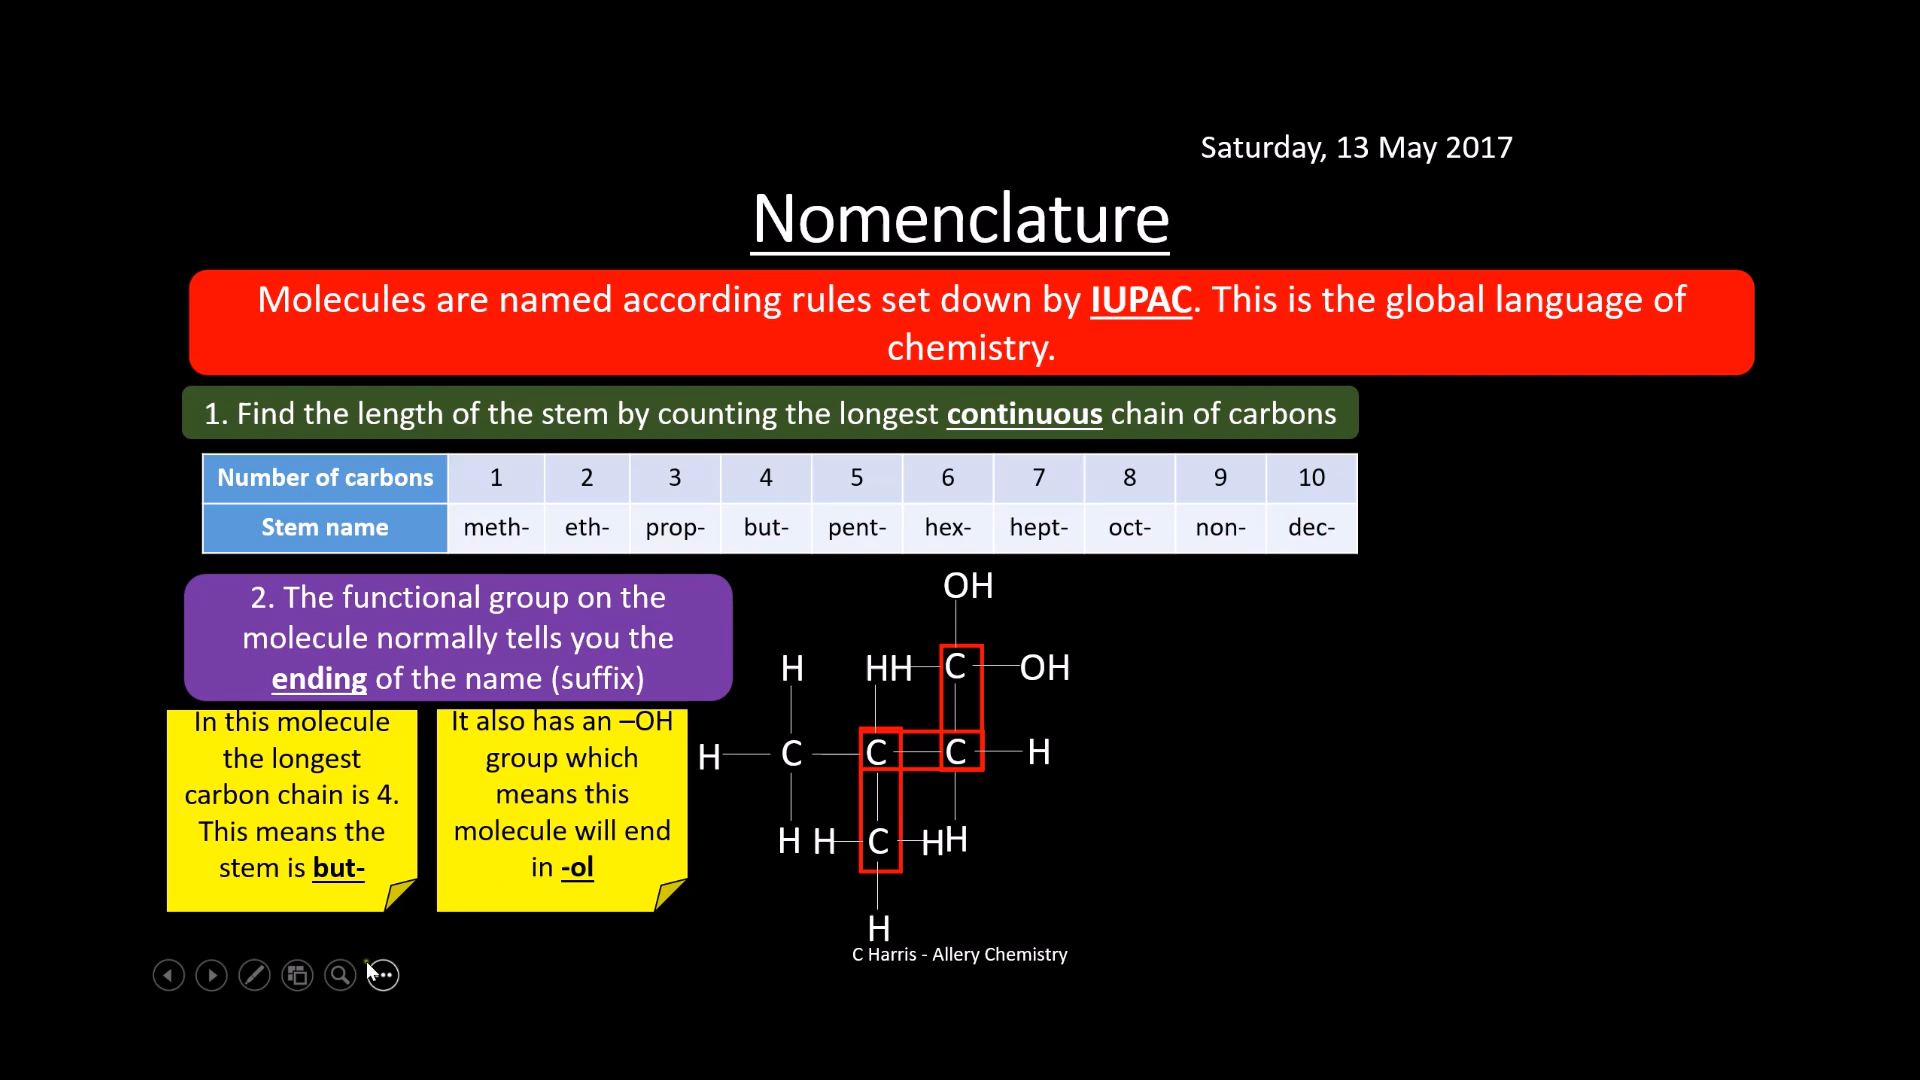 Saturday, 13 May 2017
Nomenclature
Molecules are named according rules set down by IUPAC. This is the global language of
chemistry.
1. Find the length of the stem by counting the longest continuous chain of carbons
Number of carbons 1 2 3 4 5 6 7 8 9 10
Stem name meth- eth- prop- but- pent- hex- hept- oct- non- dec-
2. The functional group on the
molecule normally tells you the
ending of the name (suffix)
In this molecule
the longest
carbon chain is 4.
This means the
stem is but-
It also has an –OH
group which
means this
molecule will end
in -ol
OH
H HH C OH
H C C C H
H H C HH
H
C Harris - Allery Chemistry